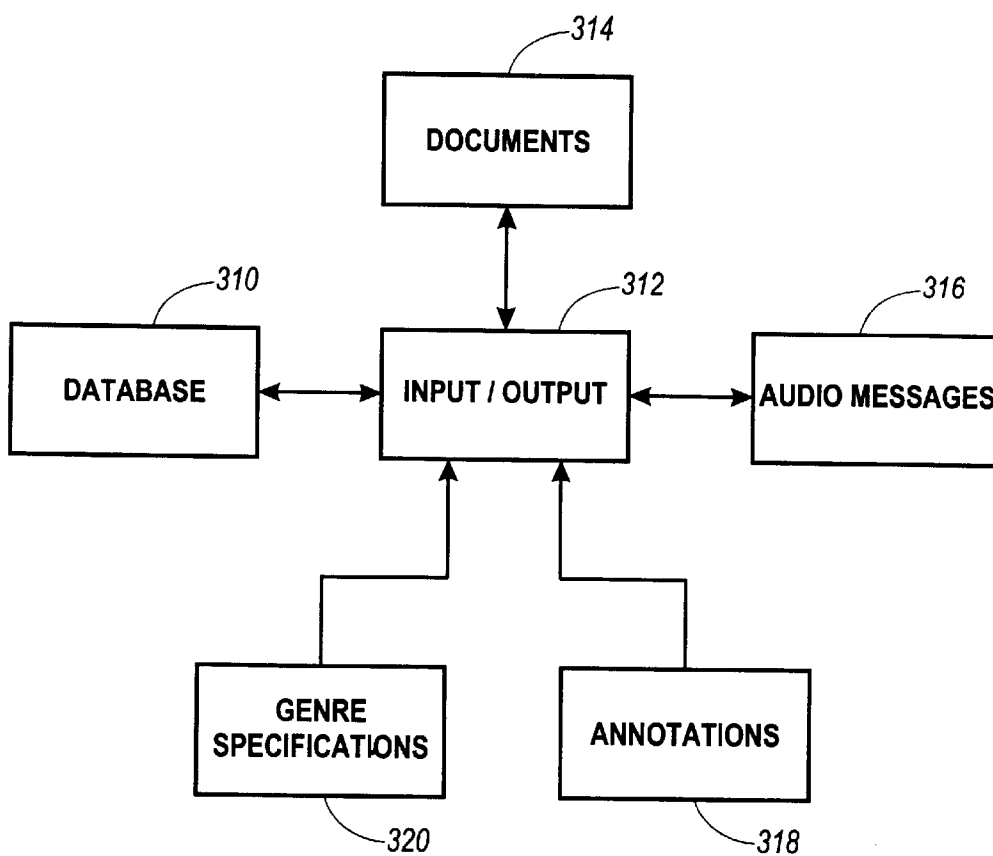 314
DOCUMENTS
310
312
316
DATABASE
INPUT / OUTPUT
AUDIO MESSAGES
GENRE
SPECIFICATIONS
ANNOTATIONS
320
318